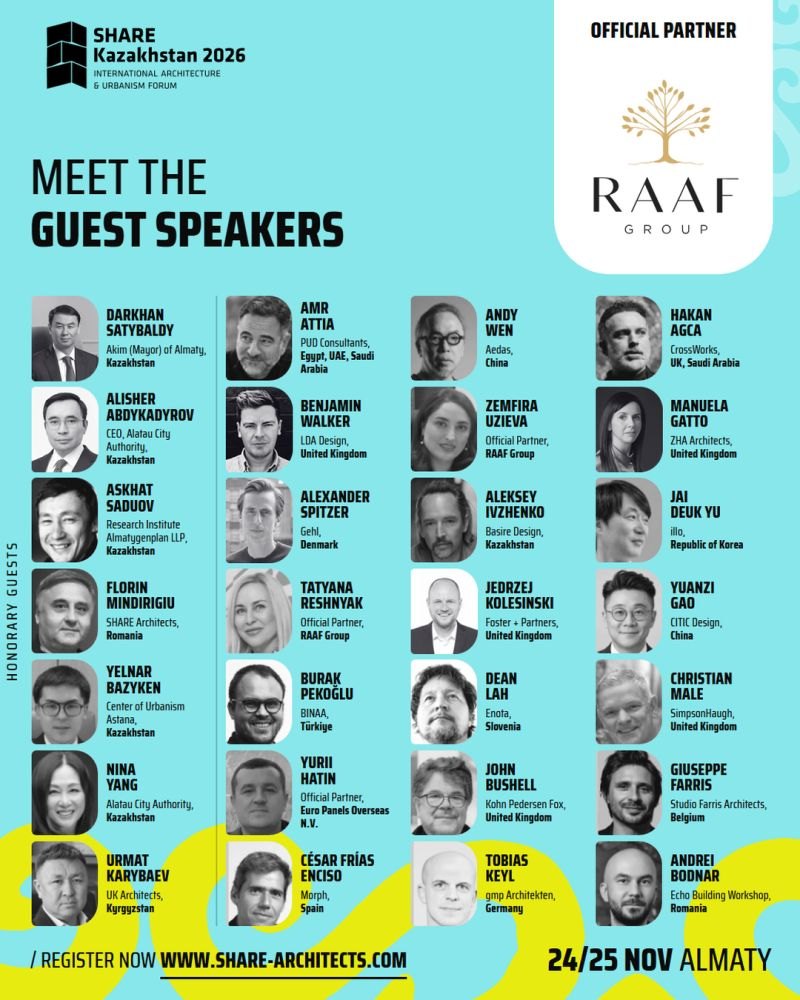 SHARE
Kazakhstan 2026
INTERNATIONAL ARCHITECTURE
& URBANISM FORUM
OFFICIAL PARTNER
RAAF
GROUP
MEET THE
GUEST SPEAKERS
HONORARY GUESTS
DARKHAN
SATYBALDY
Akim (Mayor) of Almaty,
Kazakhstan
ALISHER
ABDYKADYROV
CEO, Alatau City
Authority,
Kazakhstan
ASKHAT
SADUOV
Research Institute
Almatygenplan LLP,
Kazakhstan
FLORIN
MINDIRIGIU
SHARE Architects,
Romania
YELNAR
BAZYKEN
Center of Urbanism
Astana,
Kazakhstan
NINA
YANG
Alatau City Authority,
Kazakhstan
URMAT
KARYBAEV
UK Architects,
Kyrgyzstan
AMR
ATTIA
PUD Consultants,
Egypt, UAE, Saudi
Arabia
BENJAMIN
WALKER
LDA Design,
United Kingdom
ALEXANDER
SPITZER
Gehl,
Denmark
TATYANA
RESHNYAK
Official Partner,
RAAF Group
BURAK
PEKOĞLU
BINAA,
Türkiye
YURII
HATIN
Official Partner,
Euro Panels Overseas
N.V.
CÉSAR FRÍAS
ENCISO
Morph,
Spain
ANDY
WEN
Aedas,
China
ZEMFIRA
UZIEVA
Official Partner,
RAAF Group
ALEKSEY
IVZHENKO
Basire Design,
Kazakhstan
JEDRZEJ
KOLESINSKI
Foster + Partners,
United Kingdom
DEAN
LAH
Enota,
Slovenia
JOHN
BUSHELL
Kohn Pedersen Fox,
United Kingdom
TOBIAS
KEYL
gmp Architekten,
Germany
HAKAN
AGCA
CrossWorks,
UK, Saudi Arabia
MANUELA
GATTO
ZHA Architects,
United Kingdom
JAI
DEUK YU
illo,
Republic of Korea
YUANZI
GAO
CITIC Design,
China
CHRISTIAN
MALE
SimpsonHaugh,
United Kingdom
GIUSEPPE
FARRIS
Studio Farris Architects,
Belgium
ANDREI
BODNAR
Echo Building Workshop,
Romania
/ REGISTER NOW WWW.SHARE-ARCHITECTS.COM
24/25 NOV ALMATY